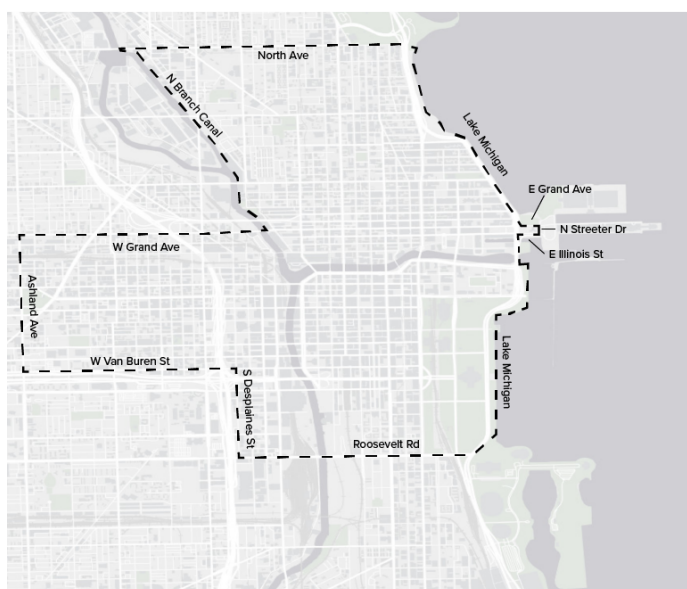 North Ave
N Branch Canal
Lake Michigan
E Grand Ave
N Streeter Dr
W Grand Ave
E Illinois St
Ashland Ave
Lake Michigan
W Van Buren St
S Desplaines St
Roosevelt Rd